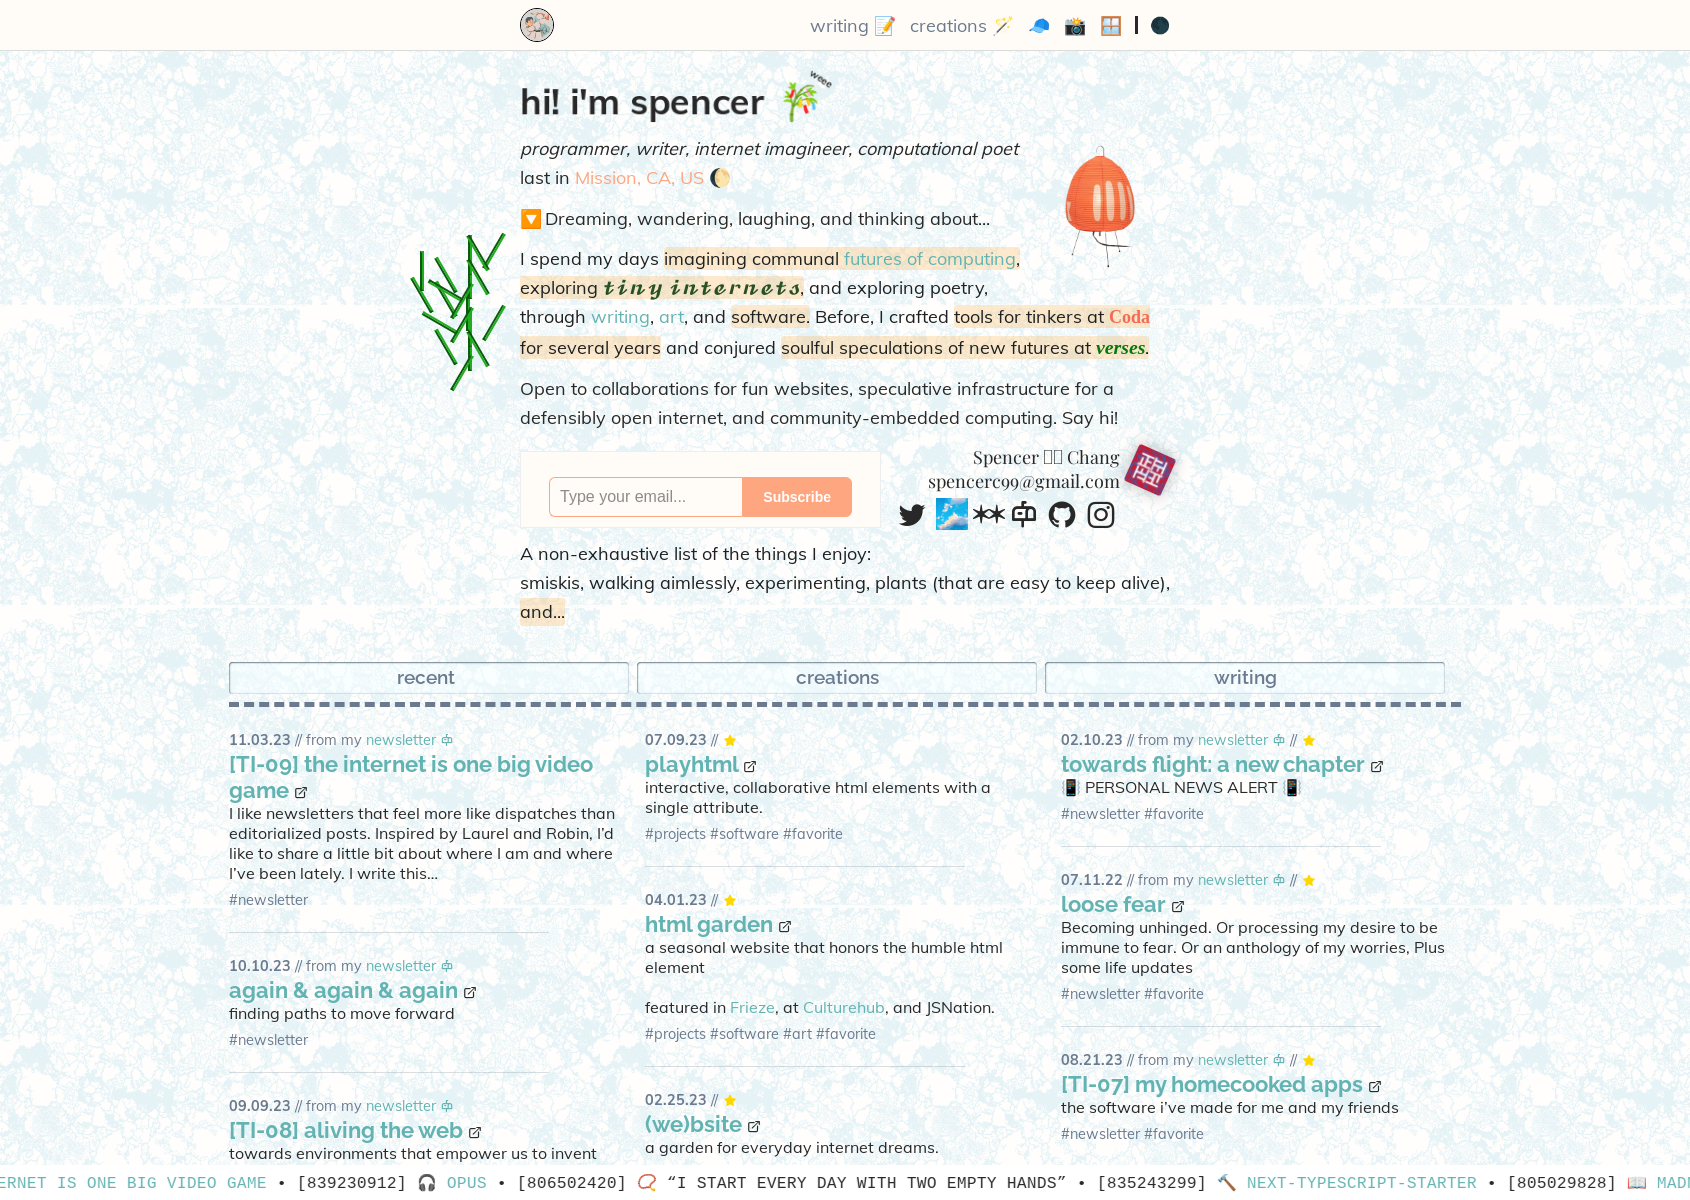 writing 📝 creations 🪄 🧢 📸 🪟 | 🌑
hi! i'm spencer 🎋 weee
programmer, writer, internet imagineer, computational poet
last in Mission, CA, US 🌔
🔽 Dreaming, wandering, laughing, and thinking about...
I spend my days imagining communal futures of computing,
exploring tiny internets, and exploring poetry,
through writing, art, and software. Before, I crafted tools for tinkers at Coda
for several years and conjured soulful speculations of new futures at verses.
Open to collaborations for fun websites, speculative infrastructure for a
defensibly open internet, and community-embedded computing. Say hi!
Type your email...
Subscribe
Spencer Chang
spencerc99@gmail.com
A non-exhaustive list of the things I enjoy:
smiskis, walking aimlessly, experimenting, plants (that are easy to keep alive),
and...
recent
creations
writing
11.03.23 // from my newsletter
[TI-09] the internet is one big video
game
I like newsletters that feel more like dispatches than
editorialized posts. Inspired by Laurel and Robin, I’d
like to share a little bit about where I am and where
I’ve been lately. I write this…
#newsletter
10.10.23 // from my newsletter
again & again & again
finding paths to move forward
#newsletter
09.09.23 // from my newsletter
[TI-08] aliving the web
towards environments that empower us to invent
07.09.23 // ⭐
playhtml
interactive, collaborative html elements with a
single attribute.
#projects #software #favorite
04.01.23 // ⭐
html garden
a seasonal website that honors the humble html
element
featured in Frieze, at Culturehub, and JSNation.
#projects #software #art #favorite
02.25.23 // ⭐
(we)bsite
a garden for everyday internet dreams.
02.10.23 // from my newsletter // ⭐
towards flight: a new chapter
📳 PERSONAL NEWS ALERT 📳
#newsletter #favorite
07.11.22 // from my newsletter // ⭐
loose fear
Becoming unhinged. Or processing my desire to be
immune to fear. Or an anthology of my worries, Plus
some life updates
#newsletter #favorite
08.21.23 // from my newsletter // ⭐
[TI-07] my homecooked apps
the software i’ve made for me and my friends
#newsletter #favorite
ERNET IS ONE BIG VIDEO GAME • [839230912] 🎧 OPUS • [806502420] 📿 “I START EVERY DAY WITH TWO EMPTY HANDS” • [835243299] 🔨 NEXT-TYPESCRIPT-STARTER • [805029828] 📖